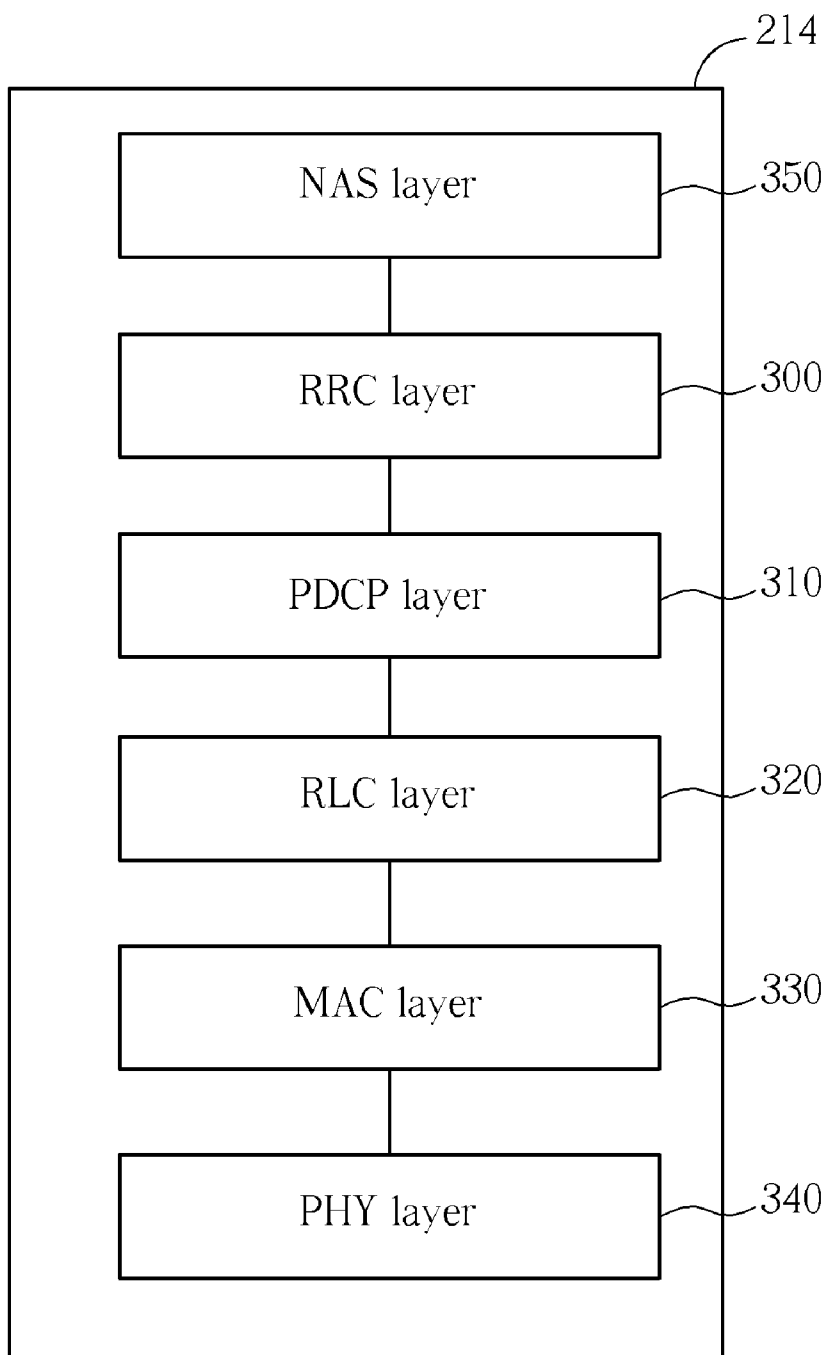 214
NAS layer
350
RRC layer
300
PDCP layer
310
RLC layer
320
MAC layer
330
PHY layer
340